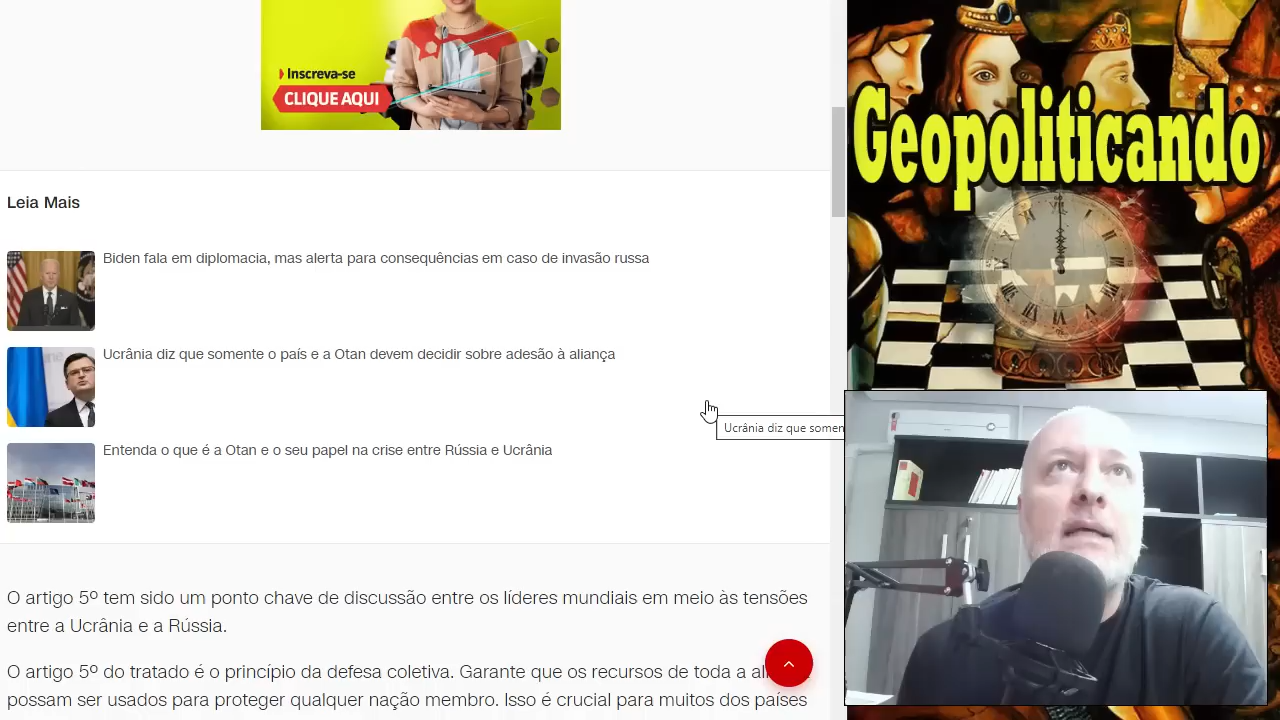 Inscreva-se
CLIQUE AQUI
Leia Mais
Biden fala em diplomacia, mas alerta para consequências em caso de invasão russa
Ucrânia diz que somente o país e a Otan devem decidir sobre adesão à aliança
Ucrânia diz que somen
Entenda o que é a Otan e o seu papel na crise entre Rússia e Ucrânia
O artigo 5º tem sido um ponto chave de discussão entre os líderes mundiais em meio às tensões
entre a Ucrânia e a Rússia.
O artigo 5º do tratado é o princípio da defesa coletiva. Garante que os recursos de toda a
possam ser usados para proteger qualquer nação membro. Isso é crucial para muitos dos países
Geopoliticando